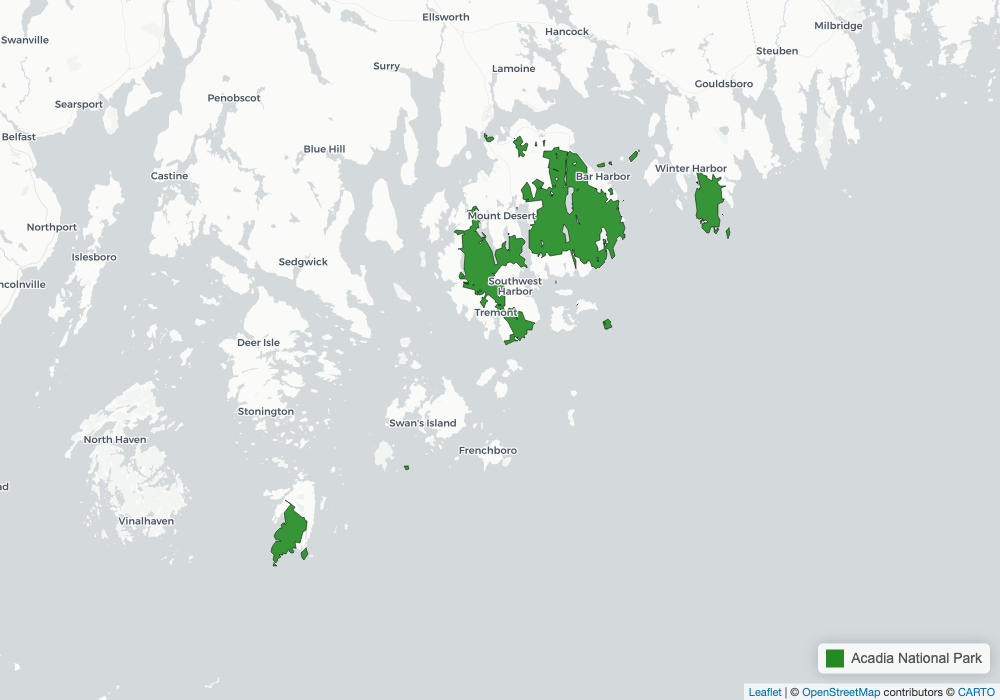 Ellsworth
Milbridge
Hancock
Swanville
Steuben
Surry
Lamoine
Gouldsboro
Penobscot
Searsport
Belfast
Blue Hill
Castine
Winter Harbor
Bar Harbor
Mount Desert
Northport
Islesboro
Sedgwick
ncolnville
Southwest
Harbor
Tremont
Deer Isle
Stonington
Swan's Island
North Haven
Frenchboro
nd
Vinalhaven
Acadia National Park
Leaflet | © OpenStreetMap contributors © CARTO